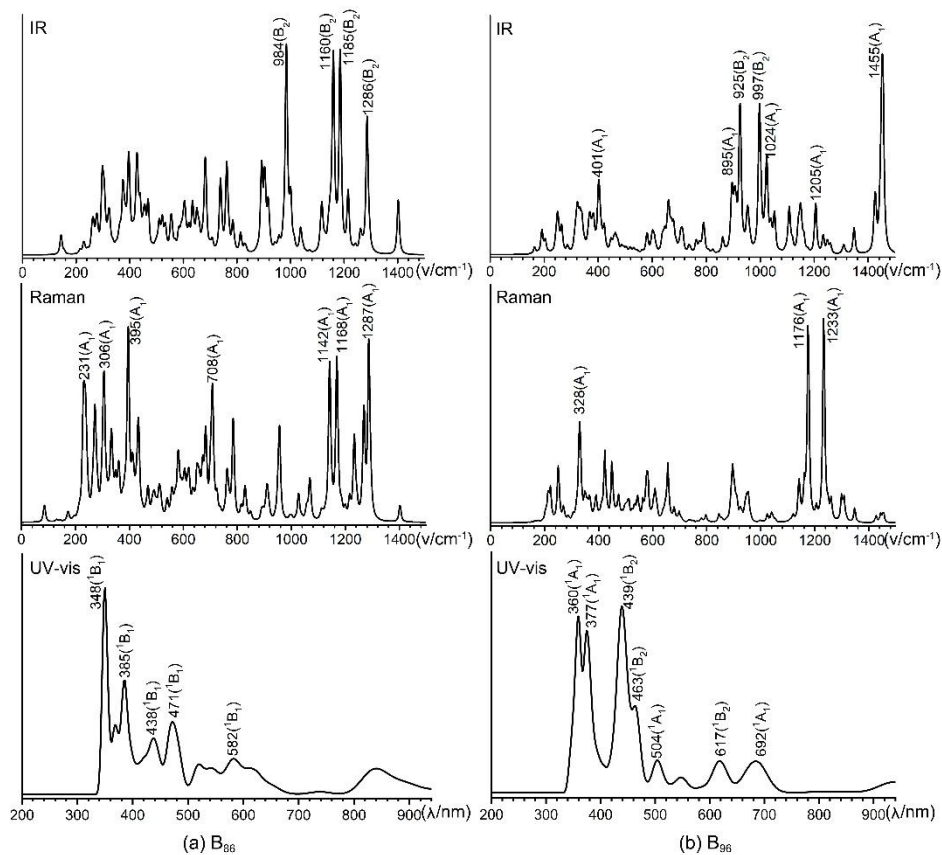 IR
984(B₂)
1160(B₂)
1185(B₂)
1286(B₂)
0 200 400 600 800 1000 1200 1400 (v/cm⁻¹)
Raman
231(A₁)
306(A₁)
395(A₁)
708(A₁)
1142(A₁)
1168(A₁)
1287(A₁)
0 200 400 600 800 1000 1200 1400 (v/cm⁻¹)
UV-vis
348(¹B₁)
385(¹B₁)
438(¹B₁)
471(¹B₁)
582(¹B₁)
200 300 400 500 600 700 800 900 (λ/nm)
(a) B₈₆
IR
401(A₁)
895(A₁)
925(B₂)
997(B₂)
1024(A₁)
1205(A₁)
1455(A₁)
0 200 400 600 800 1000 1200 1400 (v/cm⁻¹)
Raman
328(A₁)
1176(A₁)
1233(A₁)
0 200 400 600 800 1000 1200 1400 (v/cm⁻¹)
UV-vis
360(¹A₁)
377(¹A₁)
439(¹B₂)
463(¹B₂)
504(¹A₁)
617(¹B₂)
692(¹A₁)
200 300 400 500 600 700 800 900 (λ/nm)
(b) B₉₆